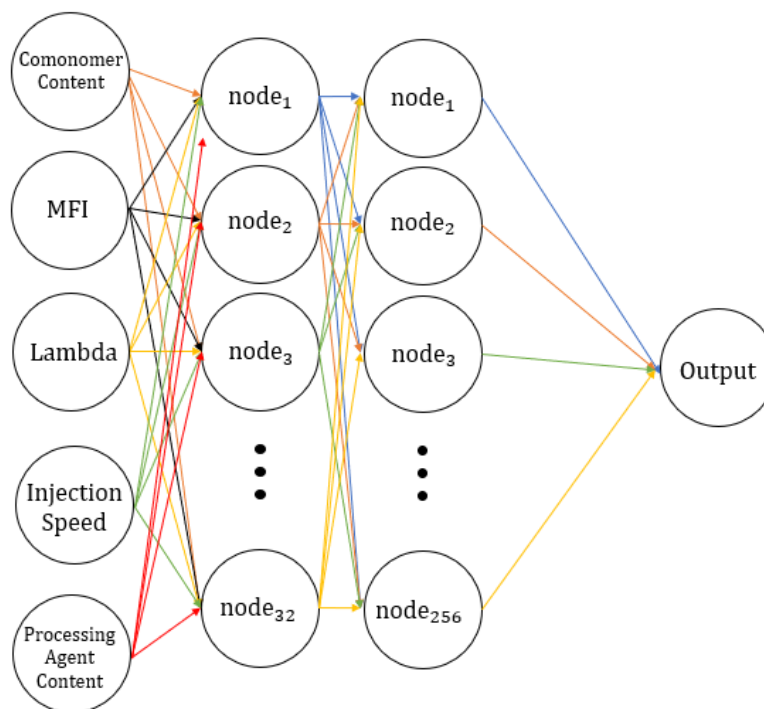 Comonomer
Content
MFI
Lambda
Injection
Speed
Processing
Agent
Content
node₁
node₂
node₃
node₃₂
node₁
node₂
node₃
node₂₅₆
Output